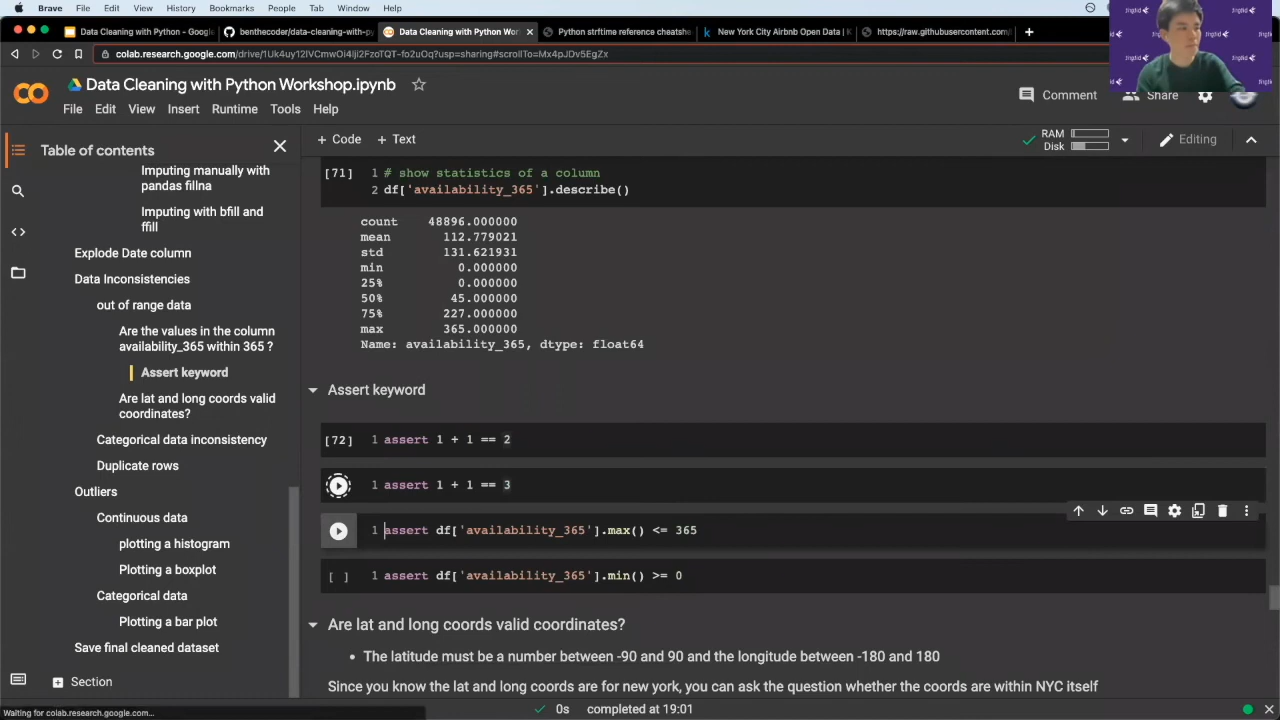 Brave File Edit View History Bookmarks People Tab Window Help
Data Cleaning with Python - Google
benthecoder/data-cleaning-with-py
Data Cleaning with Python Wor
Python strftime reference cheatshe
New York City Airbnb Open Data | K
https://raw.githubusercontent.com/
colab.research.google.com/drive/1Uk4uy12IVCmwOi4Iji2FzoTQT-fo2uOq?usp=sharing#scrollTo=Mx4pJDv5EgZx
Data Cleaning with Python Workshop.ipynb
File Edit View Insert Runtime Tools Help
Comment
Share
+ Code + Text
RAM
Disk
Editing
Table of contents
Imputing manually with
pandas fillna
Imputing with bfill and
ffill
Explode Date column
Data Inconsistencies
out of range data
Are the values in the column
availability_365 within 365 ?
Assert keyword
Are lat and long coords valid
coordinates?
Categorical data inconsistency
Duplicate rows
Outliers
Continuous data
plotting a histogram
Plotting a boxplot
Categorical data
Plotting a bar plot
Save final cleaned dataset
Section
[71] 1 # show statistics of a column
2 df['availability_365'].describe()
count 48896.000000
mean 112.779021
std 131.621931
min 0.000000
25% 0.000000
50% 45.000000
75% 227.000000
max 365.000000
Name: availability_365, dtype: float64
Assert keyword
[72] 1 assert 1 + 1 == 2
1 assert 1 + 1 == 3
1 assert df['availability_365'].max() <= 365
[ ] 1 assert df['availability_365'].min() >= 0
Are lat and long coords valid coordinates?
• The latitude must be a number between -90 and 90 and the longitude between -180 and 180
Since you know the lat and long coords are for new york, you can ask the question whether the coords are within NYC itself
Waiting for colab.research.google.com...
0s completed at 19:01